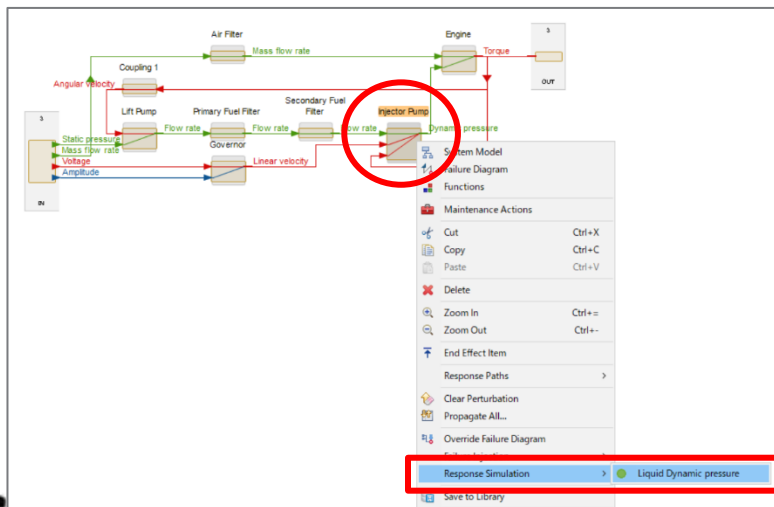 3
Engine
Air Filter
Mass flow rate
Torque
OUT
Coupling 1
Angular velocity
Secondary Fuel
Filter
Lift Pump
Primary Fuel Filter
Injector Pump
3
Static pressure
Flow rate
Flow rate
Flow rate
Dynamic pressure
Mass flow rate
Governor
Voltage
Linear velocity
Amplitude
IN
System Model
Failure Diagram
Functions
Maintenance Actions
Cut Ctrl+X
Copy Ctrl+C
Paste Ctrl+V
Delete
Zoom In Ctrl+=
Zoom Out Ctrl+-
End Effect Item
Response Paths
Clear Perturbation
Propagate All...
Override Failure Diagram
Response Simulation
Liquid Dynamic pressure
Save to Library